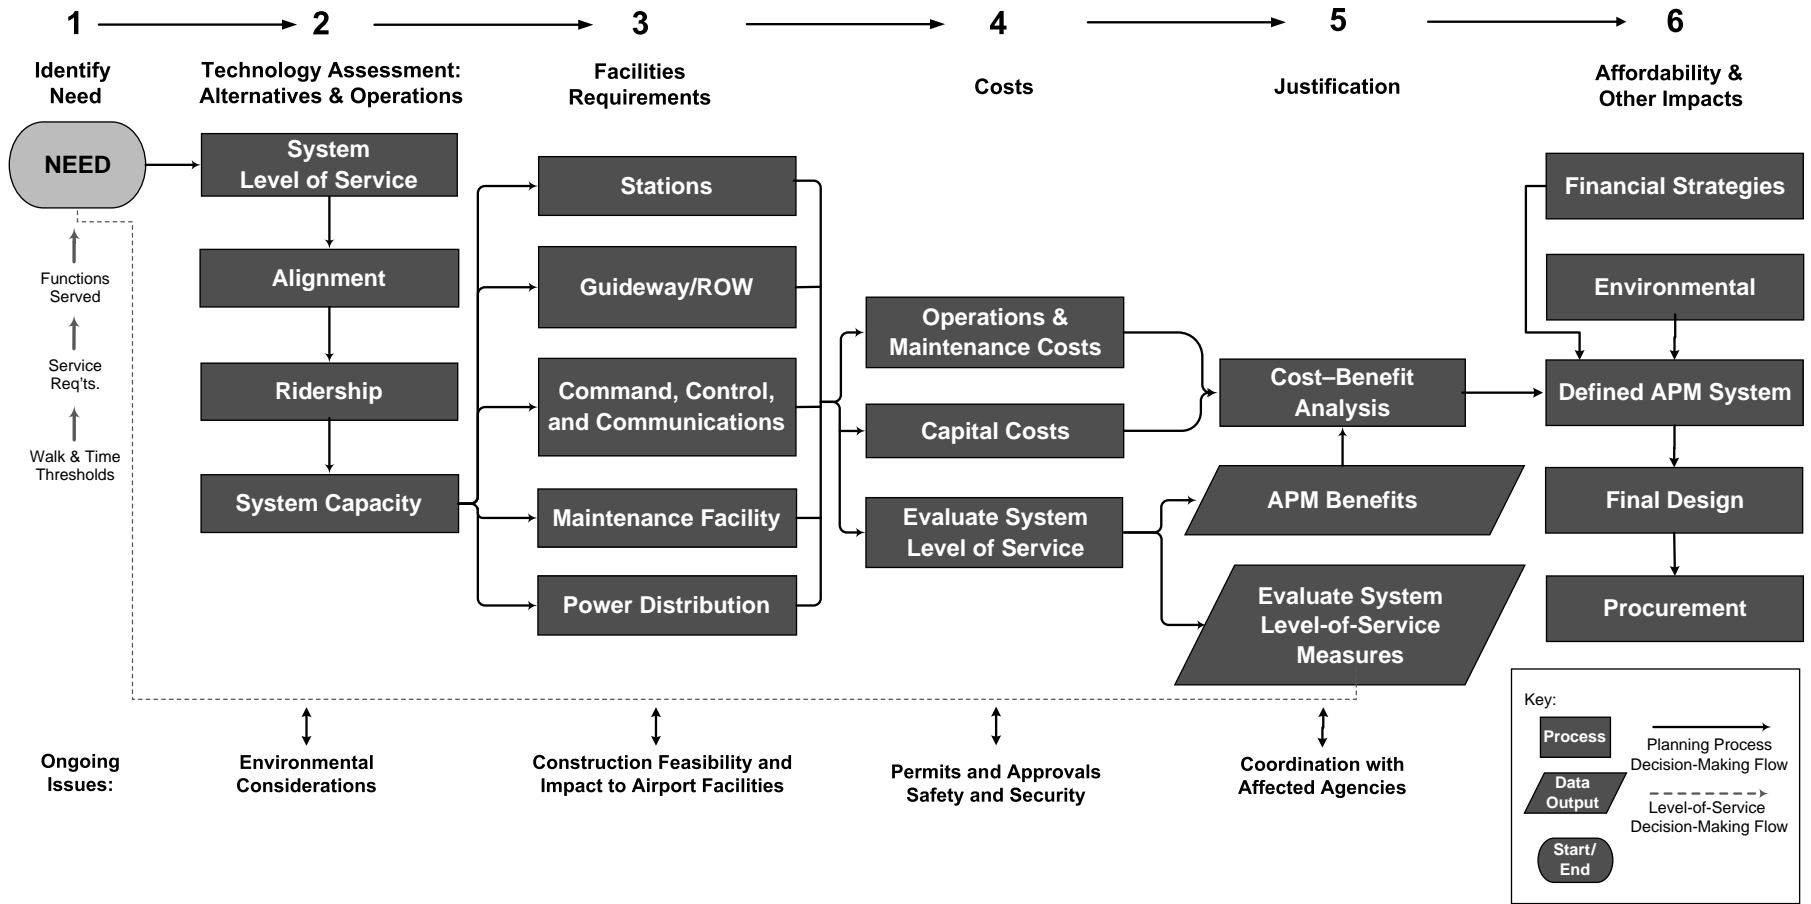 1
2
3
4
5
6
Identify
Need
Technology Assessment:
Alternatives & Operations
Facilities
Requirements
Costs
Justification
Affordability &
Other Impacts
NEED
Functions
Served
Service
Req'ts.
Walk & Time
Thresholds
System
Level of Service
Alignment
Ridership
System Capacity
Stations
Guideway/ROW
Command, Control,
and Communications
Maintenance Facility
Power Distribution
Operations &
Maintenance Costs
Capital Costs
Evaluate System
Level of Service
Cost–Benefit
Analysis
APM Benefits
Evaluate System
Level-of-Service
Measures
Financial Strategies
Environmental
Defined APM System
Final Design
Procurement
Ongoing
Issues:
Environmental
Considerations
Construction Feasibility and
Impact to Airport Facilities
Permits and Approvals
Safety and Security
Coordination with
Affected Agencies
Key:
Process
Planning Process
Decision-Making Flow
Data
Output
Level-of-Service
Decision-Making Flow
Start/
End